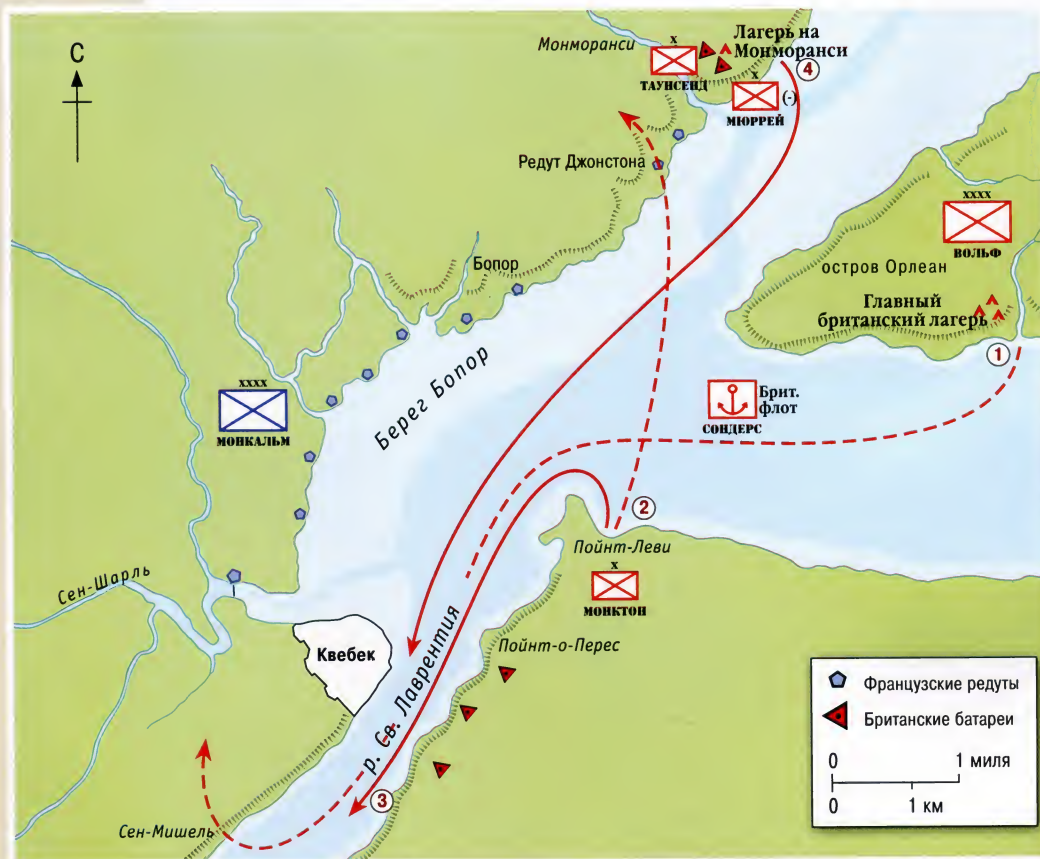 С
Монморанси
x
ТАУНСЕНД
Лагерь на
Монморанси
4
x
МЮРРЕЙ
(-)
Редут Джонстона
xxxx
ВОЛЬФ
остров Орлеан
Главный
британский лагерь
1
Бопор
Берег Бопор
xxxx
МОНКАЛЬМ
Брит.
флот
СОНДЕРС
2
Пойнт-Леви
x
МОНКТОН
Сен-Шарль
Квебек
р. Св. Лаврентия
Пойнт-о-Перес
3
Сен-Мишель
Французские редуты
Британские батареи
0 1 миля
0 1 км